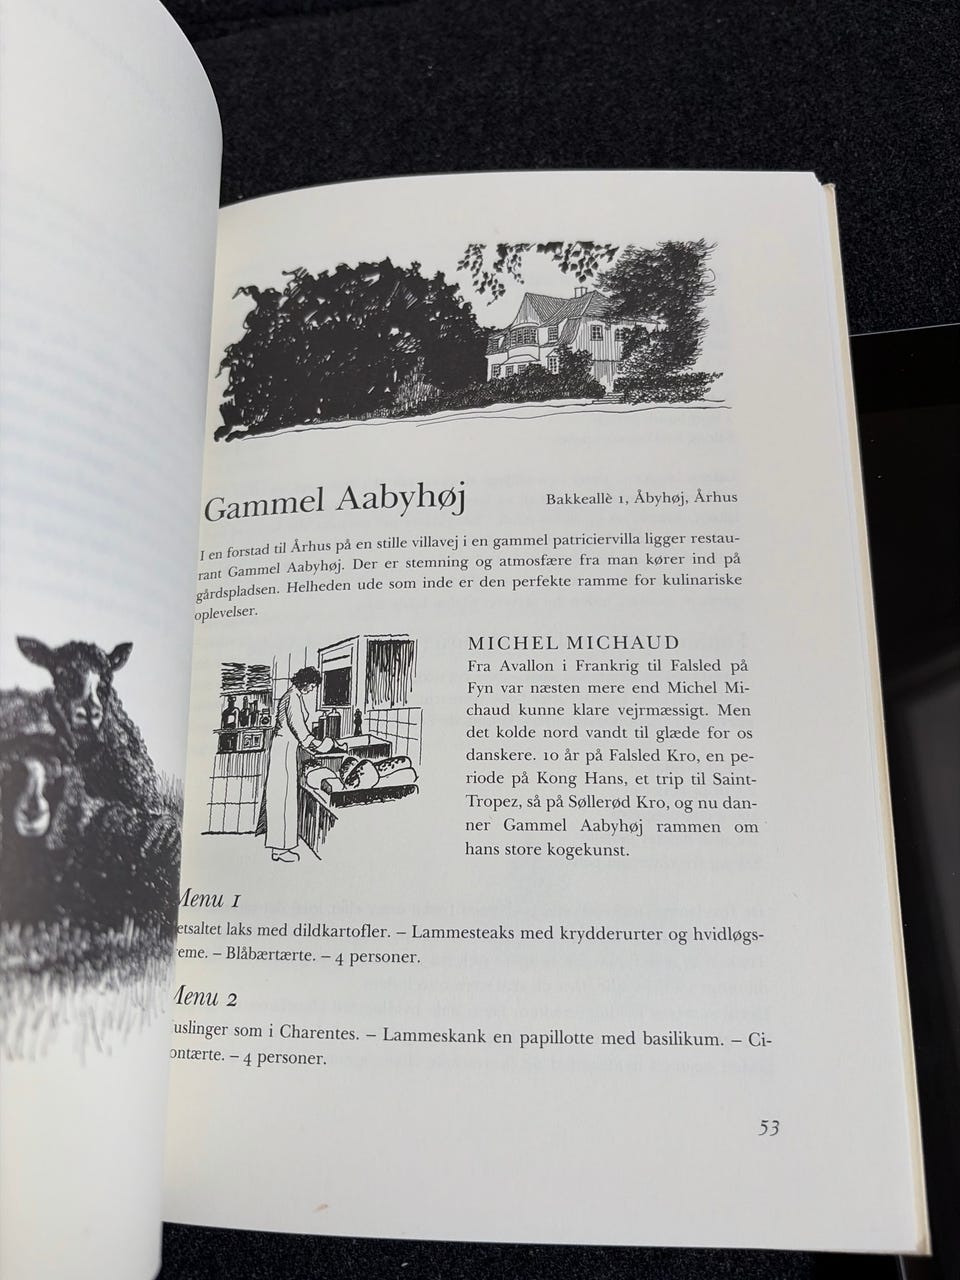 Gammel Aabyhøj
Bakkeallè 1, Åbyhøj, Århus
I en forstad til Århus på en stille villavej i en gammel patriciervilla ligger restau-
rant Gammel Aabyhøj. Der er stemning og atmosfære fra man kører ind på
gårdspladsen. Helheden ude som inde er den perfekte ramme for kulinariske
oplevelser.
MICHEL MICHAUD
Fra Avallon i Frankrig til Falsled på
Fyn var næsten mere end Michel Mi-
chaud kunne klare vejrmæssigt. Men
det kolde nord vandt til glæde for os
danskere. 10 år på Falsled Kro, en pe-
riode på Kong Hans, et trip til Saint-
Tropez, så på Søllerød Kro, og nu dan-
ner Gammel Aabyhøj rammen om
hans store kogekunst.
Menu 1
etsaltet laks med dildkartofler. – Lammesteaks med krydderurter og hvidløgs-
reme. – Blåbærtærte. – 4 personer.
Menu 2
uslinger som i Charentes. – Lammeskank en papillotte med basilikum. – Ci-
ontærte. – 4 personer.
53